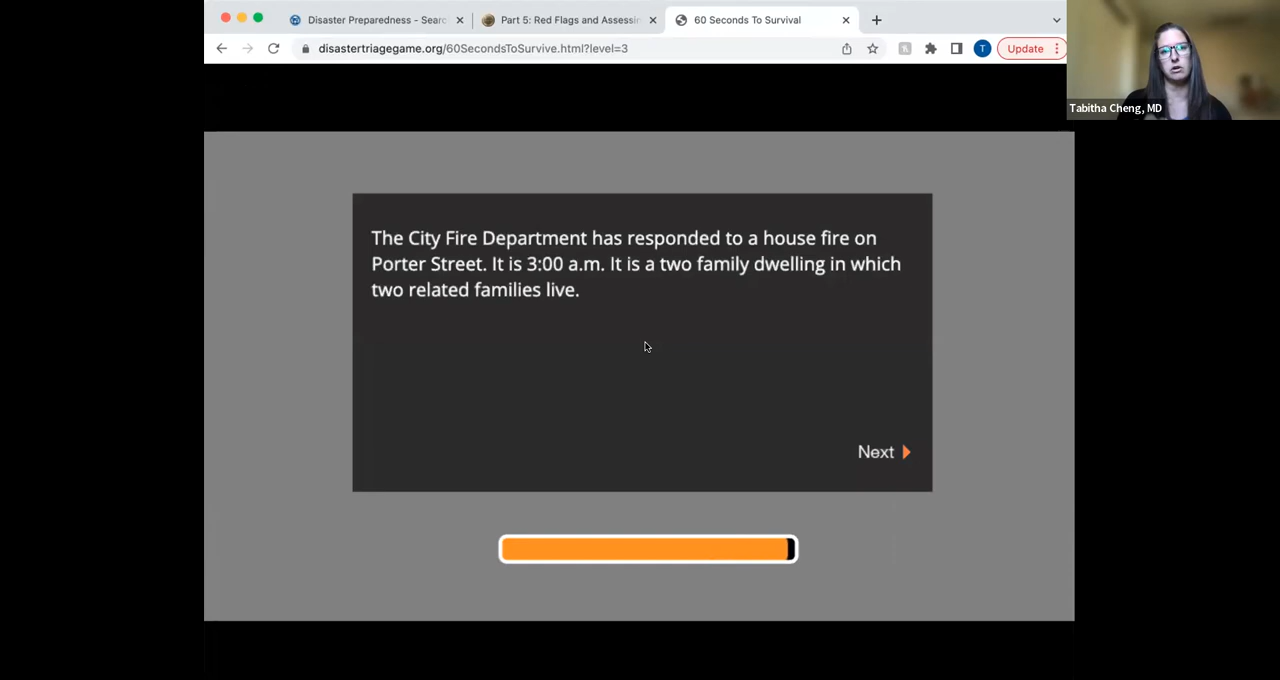 Disaster Preparedness - Searc
Part 5: Red Flags and Assessin
60 Seconds To Survival
disastertriagegame.org/60SecondsToSurvive.html?level=3
T
Update
Tabitha Cheng, MD
The City Fire Department has responded to a house fire on
Porter Street. It is 3:00 a.m. It is a two family dwelling in which
two related families live.
Next